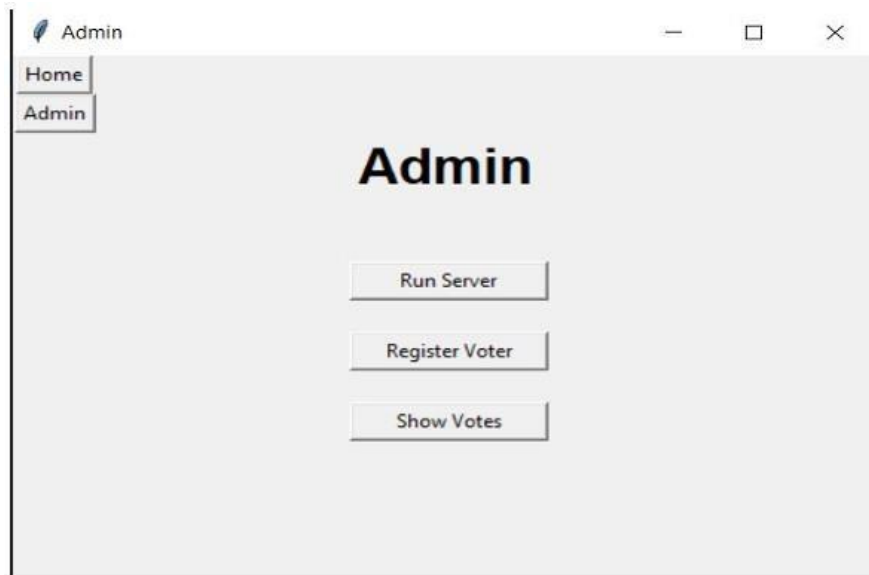 Admin
Home
Admin
Admin
Run Server
Register Voter
Show Votes